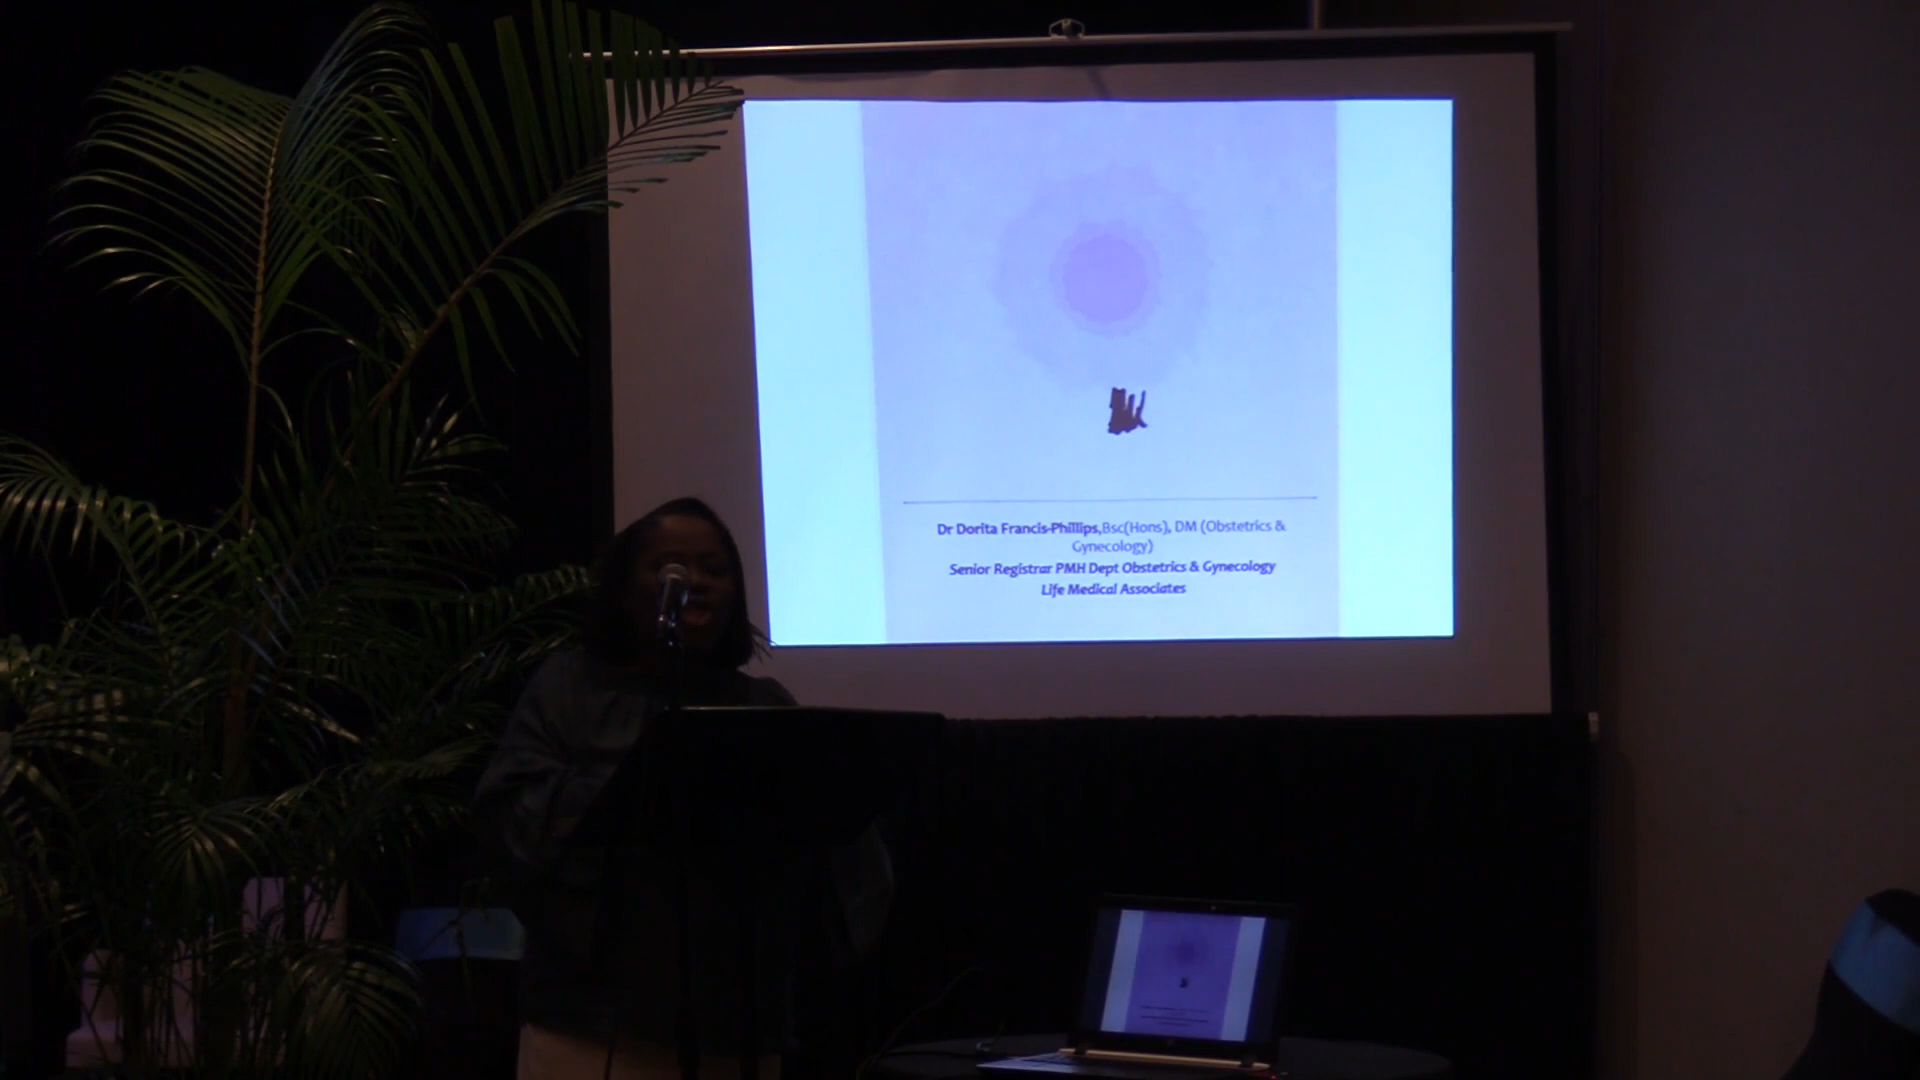 Dr Dorita Francis-Phillips,Bsc(Hons), DM (Obstetrics &
Gynecology)
Senior Registrar PMH Dept Obstetrics & Gynecology
Life Medical Associates